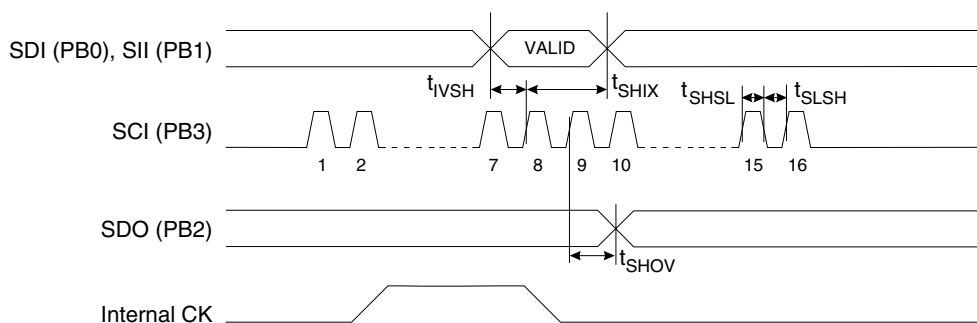 SDI (PB0), SII (PB1)
VALID
tIVSH
tSHIX
tSHSL
tSLSH
SCI (PB3)
1 2 7 8 9 10 15 16
SDO (PB2)
tSHOV
Internal CK